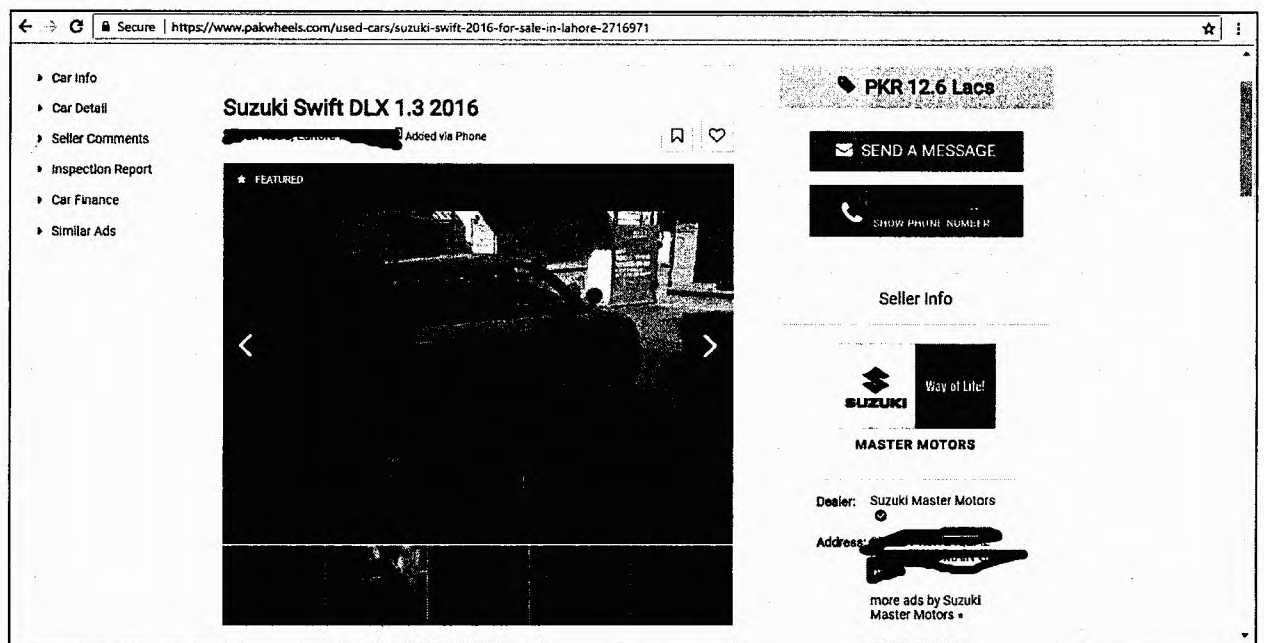 Secure | https://www.pakwheels.com/used-cars/suzuki-swift-2016-for-sale-in-lahore-2716971
Car Info
Car Detail
Seller Comments
Inspection Report
Car Finance
Similar Ads
Suzuki Swift DLX 1.3 2016
Added via Phone
FEATURED
PKR 12.6 Lacs
SEND A MESSAGE
SHOW PHONE NUMBER
Seller Info
SUZUKI
Way of Life!
MASTER MOTORS
Dealer: Suzuki Master Motors
Address:
more ads by Suzuki
Master Motors »